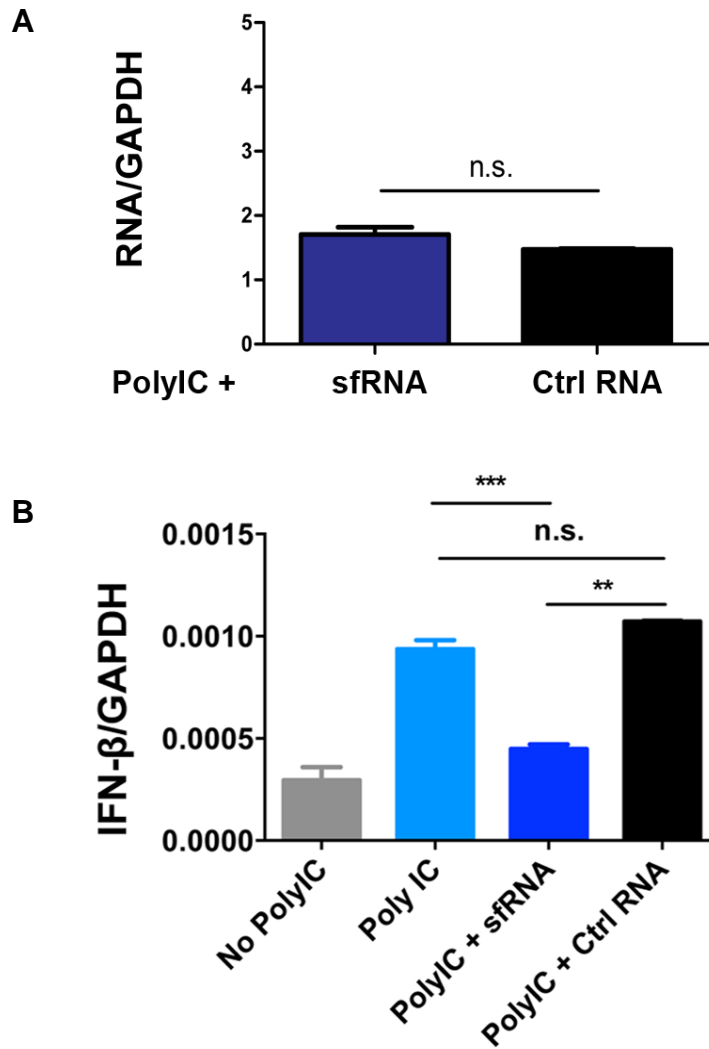 A
RNA/GAPDH
5
4
3
2
1
0
n.s.
PolyIC + sfRNA Ctrl RNA
B
IFN-β/GAPDH
0.0015
0.0010
0.0005
0.0000
***
n.s.
**
No PolyIC
Poly IC
PolyIC + sfRNA
PolyIC + Ctrl RNA